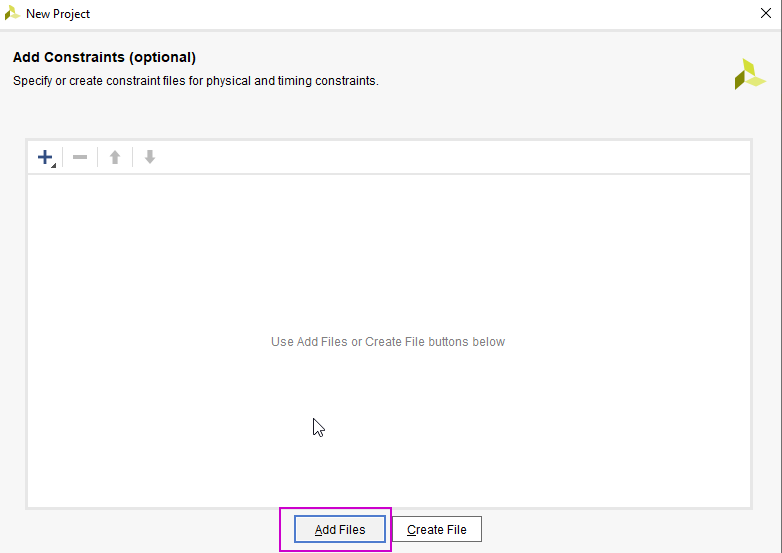 New Project
Add Constraints (optional)
Specify or create constraint files for physical and timing constraints.
Use Add Files or Create File buttons below
Add Files
Create File